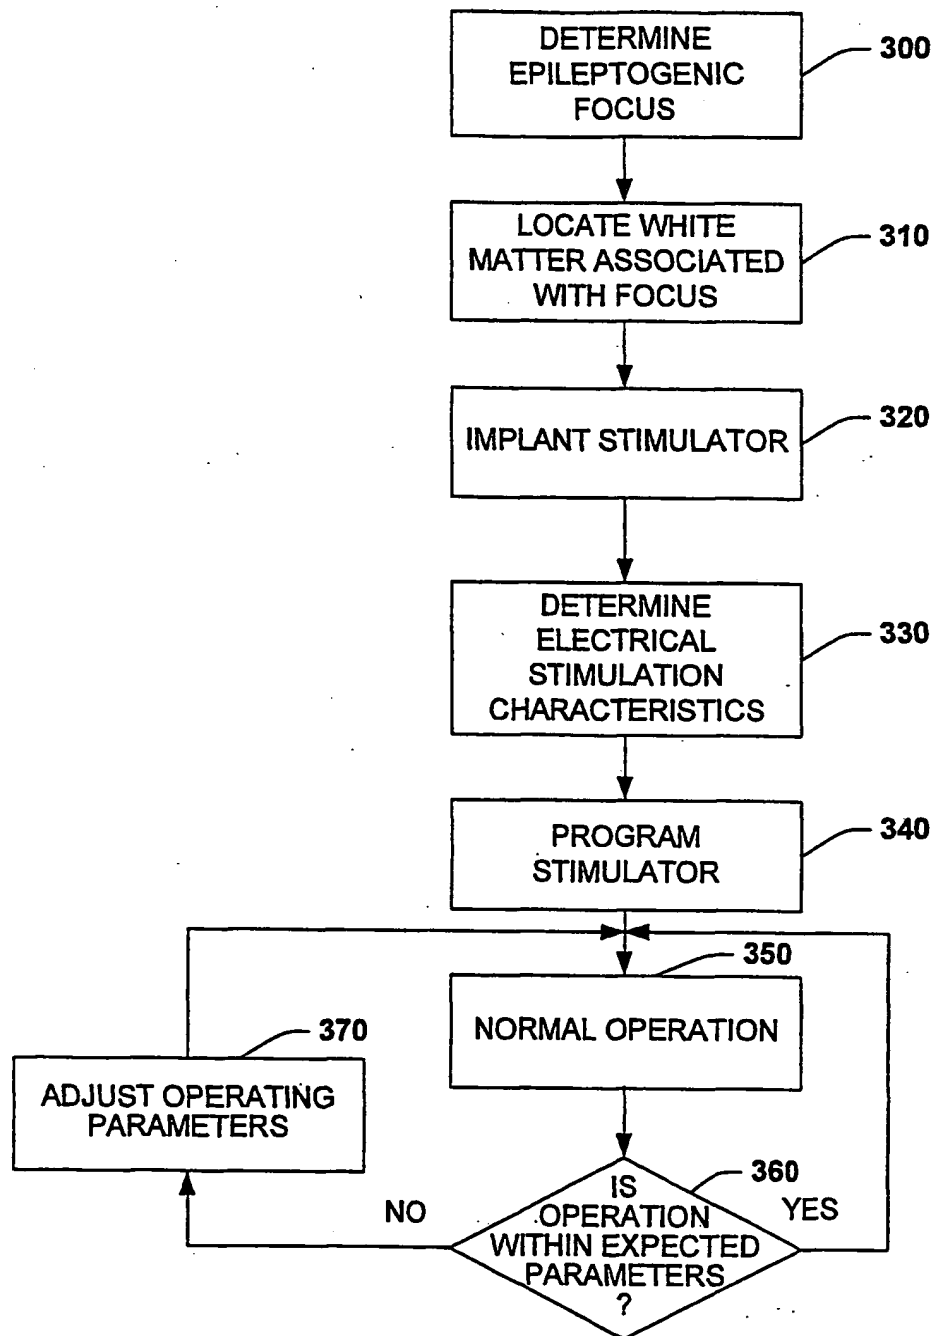 DETERMINE
EPILEPTOGENIC
FOCUS
300
LOCATE WHITE
MATTER ASSOCIATED
WITH FOCUS
310
IMPLANT STIMULATOR
320
DETERMINE
ELECTRICAL
STIMULATION
CHARACTERISTICS
330
PROGRAM
STIMULATOR
340
350
NORMAL OPERATION
370
ADJUST OPERATING
PARAMETERS
360
IS
OPERATION
WITHIN EXPECTED
PARAMETERS
?
NO
YES